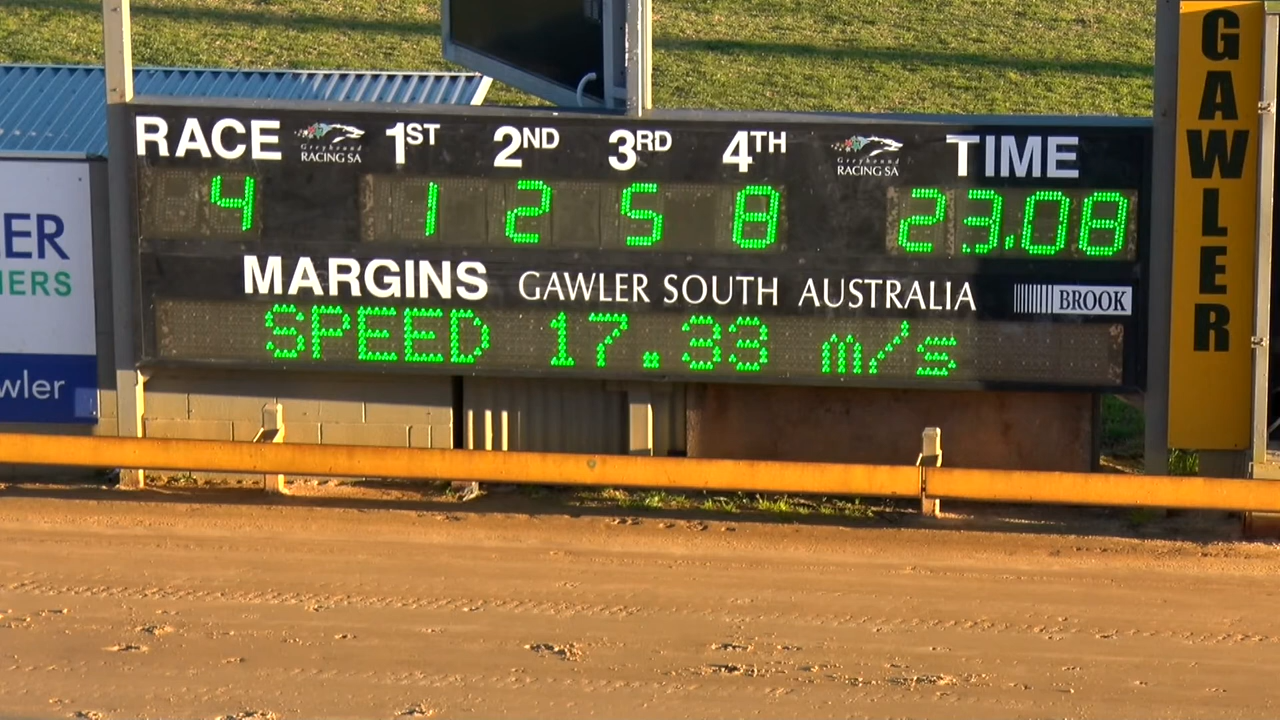 RACE Greyhound RACING SA 1ST 2ND 3RD 4TH Greyhound RACING SA TIME
4 1 2 5 8 23.08
MARGINS GAWLER SOUTH AUSTRALIA BROOK
SPEED 17.33 m/s
GAWLER
ER
NERS
wler